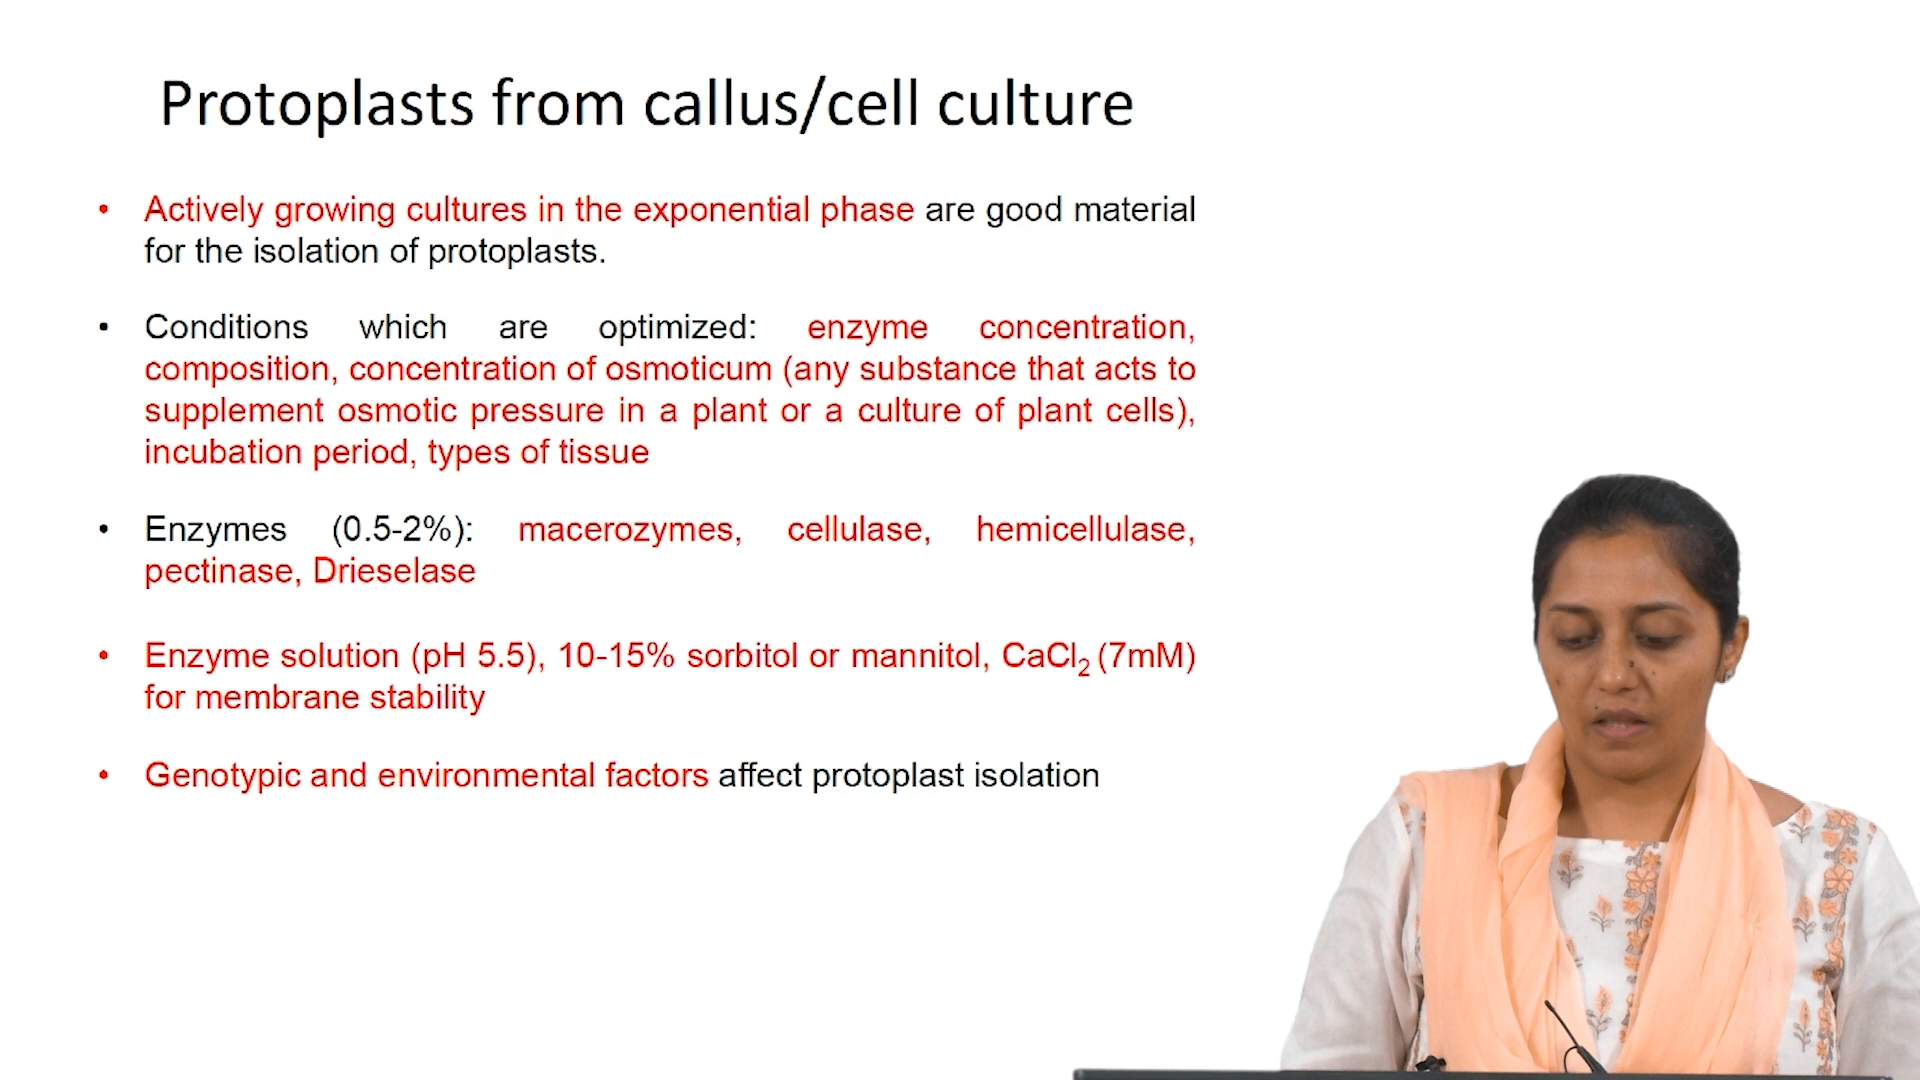 Protoplasts from callus/cell culture
• Actively growing cultures in the exponential phase are good material
for the isolation of protoplasts.
• Conditions which are optimized: enzyme concentration,
composition, concentration of osmoticum (any substance that acts to
supplement osmotic pressure in a plant or a culture of plant cells),
incubation period, types of tissue
• Enzymes (0.5-2%): macerozymes, cellulase, hemicellulase,
pectinase, Drieselase
• Enzyme solution (pH 5.5), 10-15% sorbitol or mannitol, CaCl₂ (7mM)
for membrane stability
• Genotypic and environmental factors affect protoplast isolation